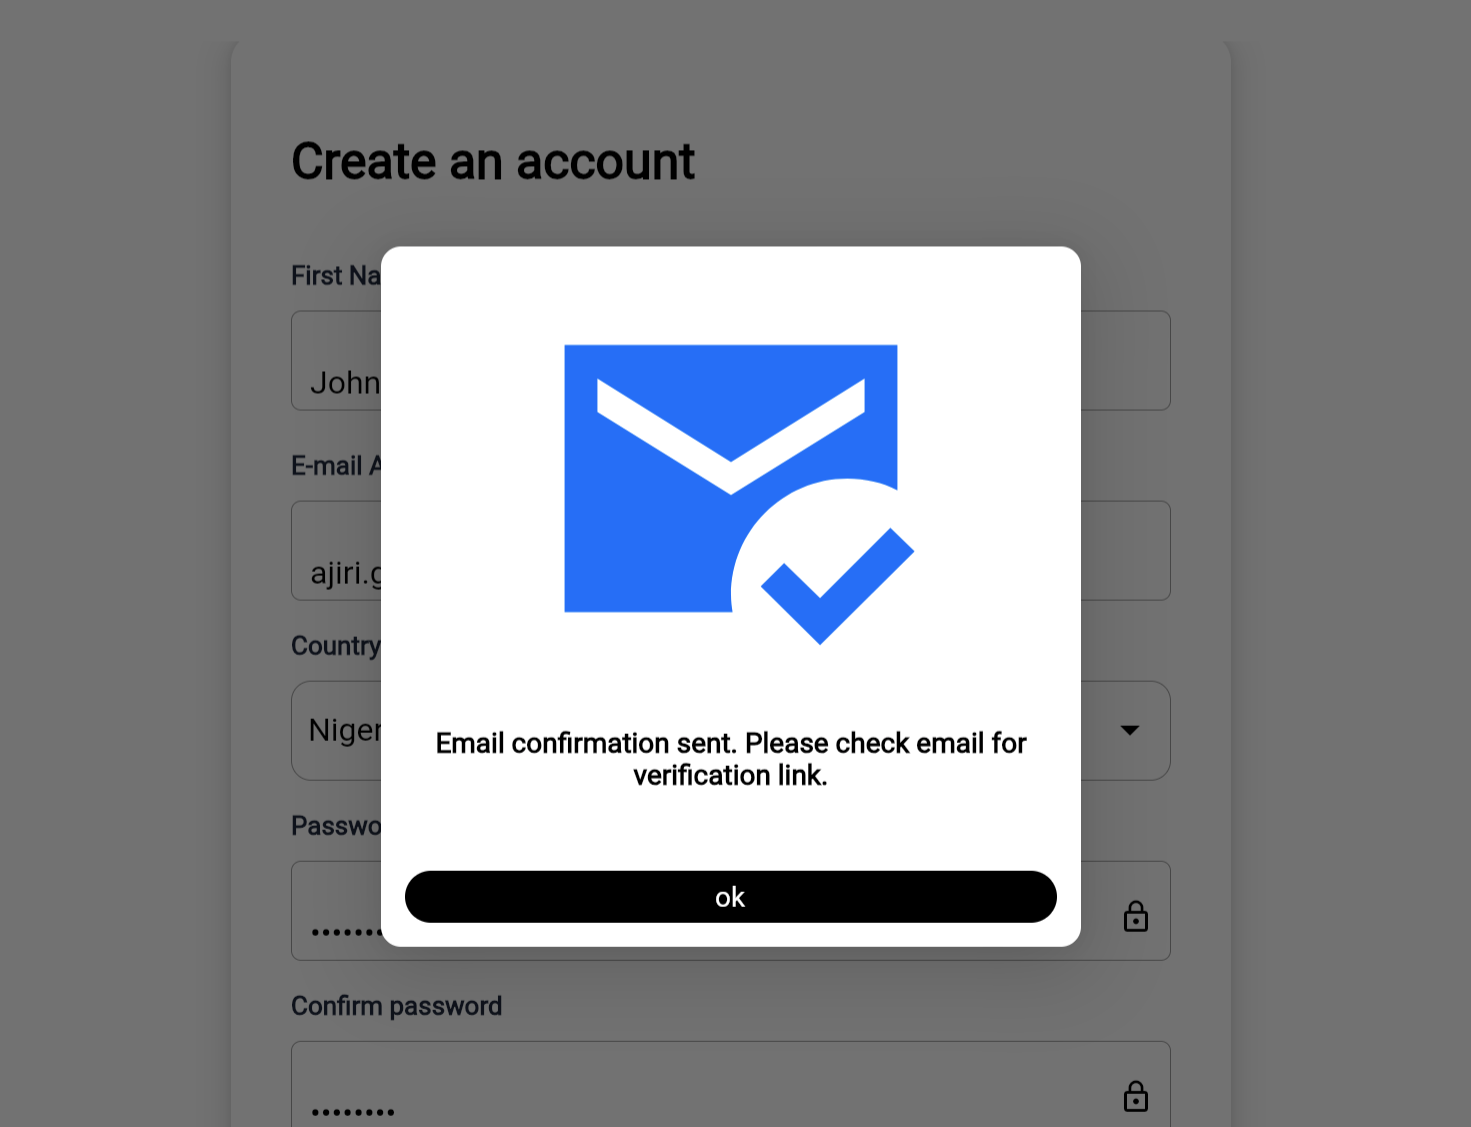 Create an account
First Na
John
E-mail A
ajiri.g
Country
Niger
Passwo
Email confirmation sent. Please check email for
verification link.
ok
Confirm password